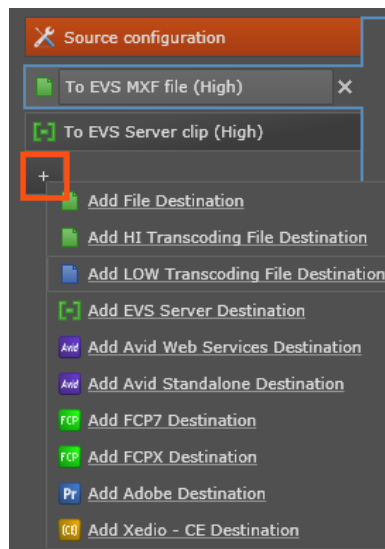 Source configuration
To EVS MXF file (High) ×
[-] To EVS Server clip (High)
+
Add File Destination
Add HI Transcoding File Destination
Add LOW Transcoding File Destination
[-] Add EVS Server Destination
Avid Add Avid Web Services Destination
Avid Add Avid Standalone Destination
FCP Add FCP7 Destination
FCP Add FCPX Destination
Pr Add Adobe Destination
(CE) Add Xedio - CE Destination